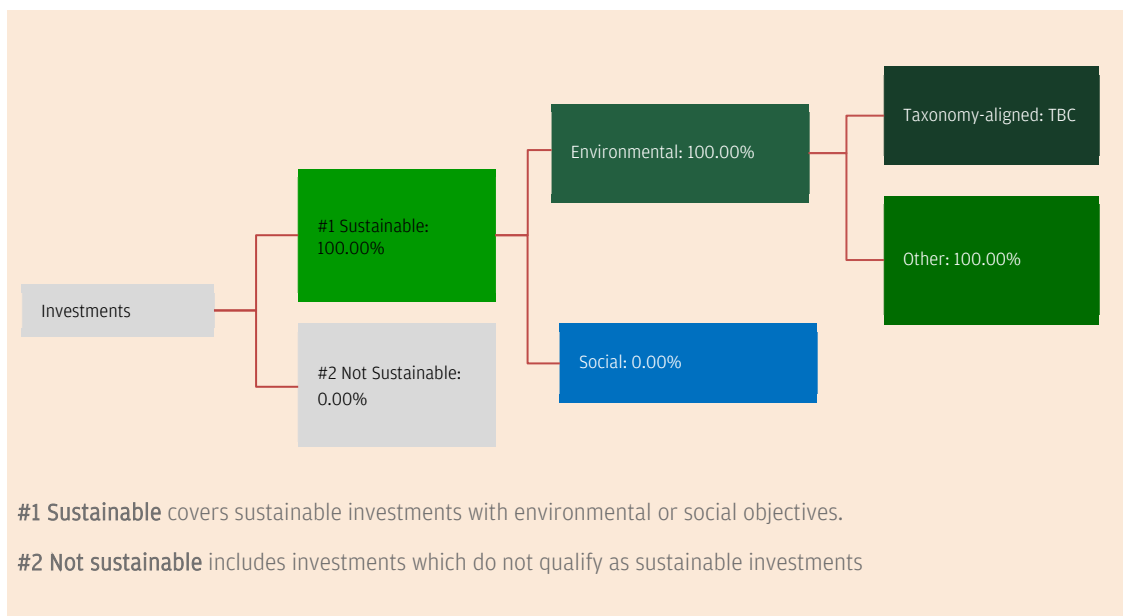 Taxonomy-aligned: TBC
Environmental: 100.00%
#1 Sustainable:
100.00%
Other: 100.00%
Investments
Social: 0.00%
#2 Not Sustainable:
0.00%
#1 Sustainable covers sustainable investments with environmental or social objectives.
#2 Not sustainable includes investments which do not qualify as sustainable investments